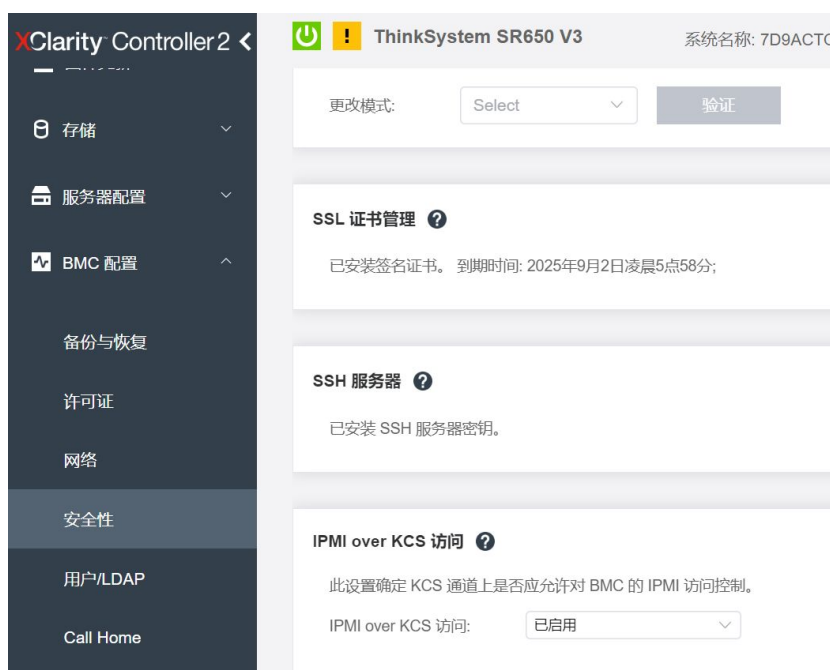 XClarity Controller 2
ThinkSystem SR650 V3
系统名称: 7D9ACTO
更改模式:
Select
验证
存储
服务器配置
SSL 证书管理
BMC 配置
已安装签名证书。 到期时间: 2025年9月2日凌晨5点58分;
备份与恢复
SSH 服务器
许可证
已安装 SSH 服务器密钥。
网络
安全性
IPMI over KCS 访问
用户/LDAP
此设置确定 KCS 通道上是否应允许对 BMC 的 IPMI 访问控制。
IPMI over KCS 访问:
已启用
Call Home